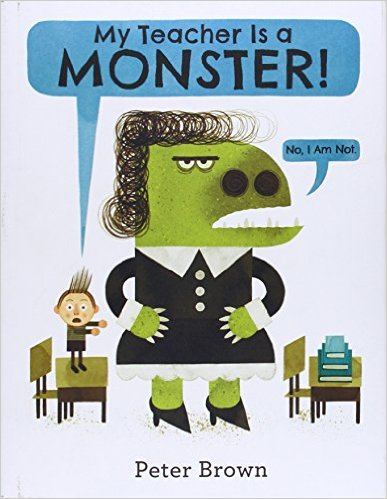 My Teacher Is a
MONSTER!
No, I Am Not.
Peter Brown